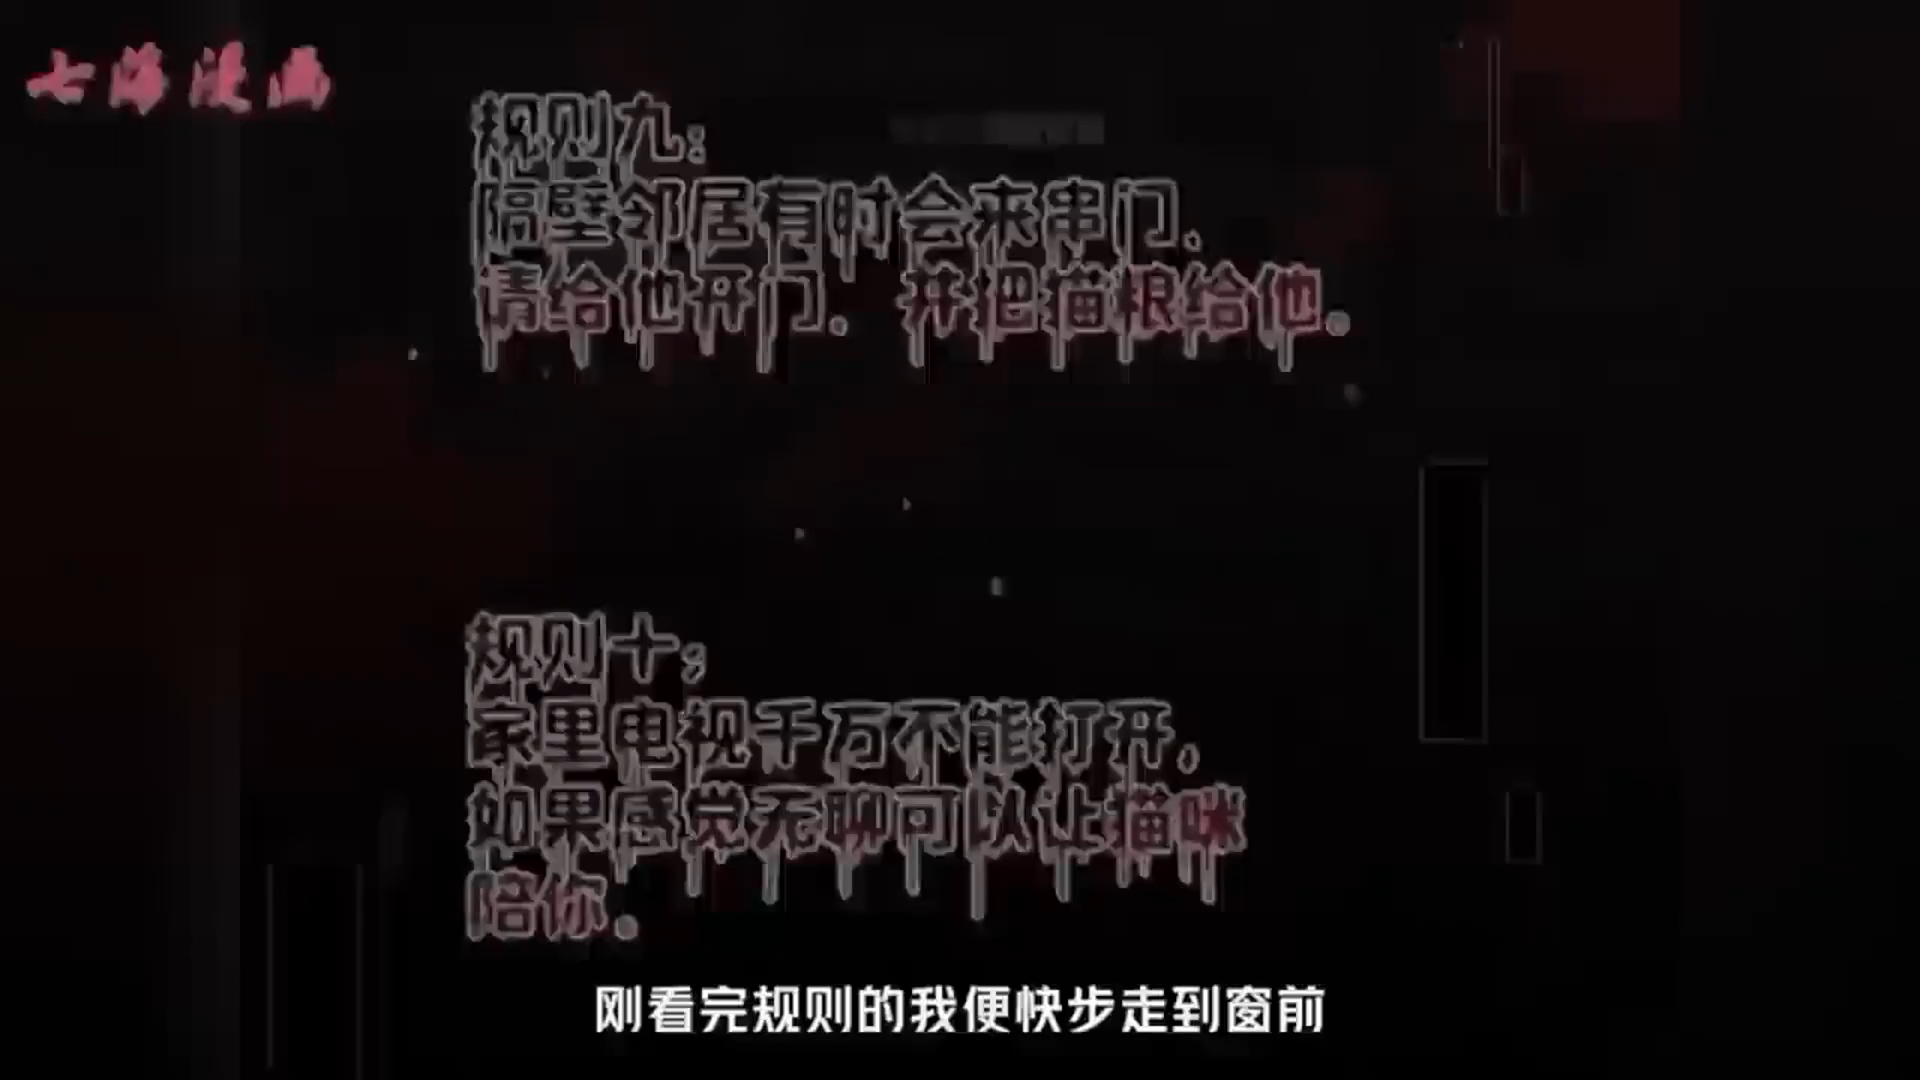 七海漫画
规则九:
隔壁邻居有时会来串门,
请给他开门. 并把猫粮给他。
规则十:
家里电视千万不能打开,
如果感觉无聊可以让猫咪
陪你。
刚看完规则的我便快步走到窗前